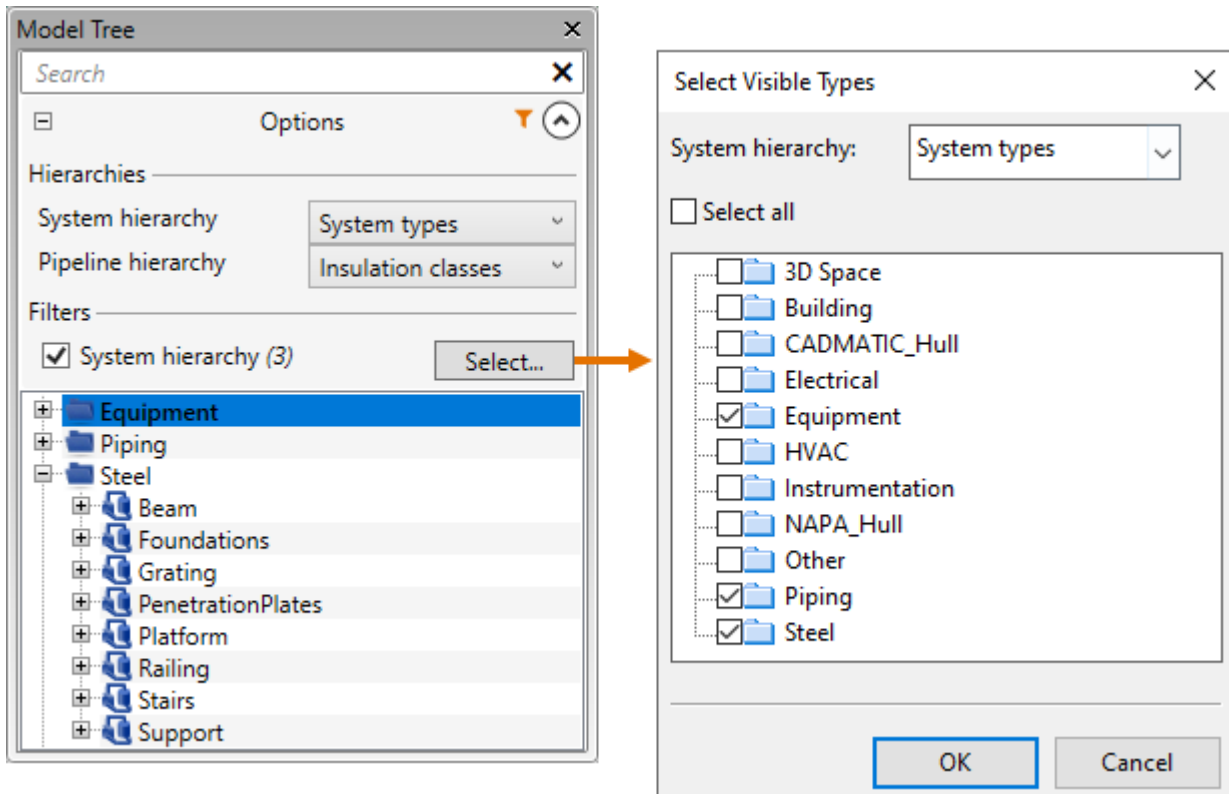 Model Tree
Search
Options
Hierarchies
System hierarchy System types
Pipeline hierarchy Insulation classes
Filters
System hierarchy (3) Select...
Equipment
Piping
Steel
Beam
Foundations
Grating
PenetrationPlates
Platform
Railing
Stairs
Support
Select Visible Types
System hierarchy: System types
Select all
3D Space
Building
CADMATIC_Hull
Electrical
Equipment
HVAC
Instrumentation
NAPA_Hull
Other
Piping
Steel
OK Cancel